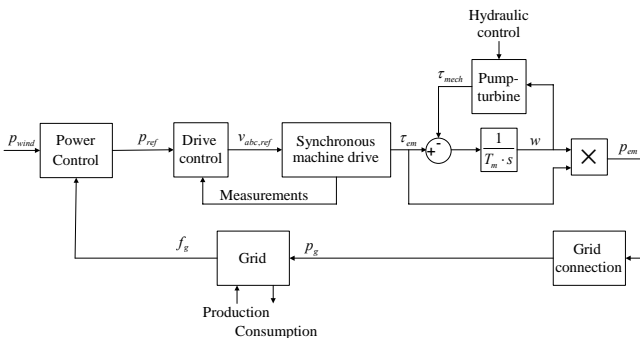 Hydraulic
control
τmech
Pump-
turbine
pwind
Power
Control
pref
Drive
control
vabc,ref
Synchronous
machine drive
τem
-
+
1
Tm · s
w
×
pem
Measurements
fg
Grid
pg
Grid
connection
Production
Consumption